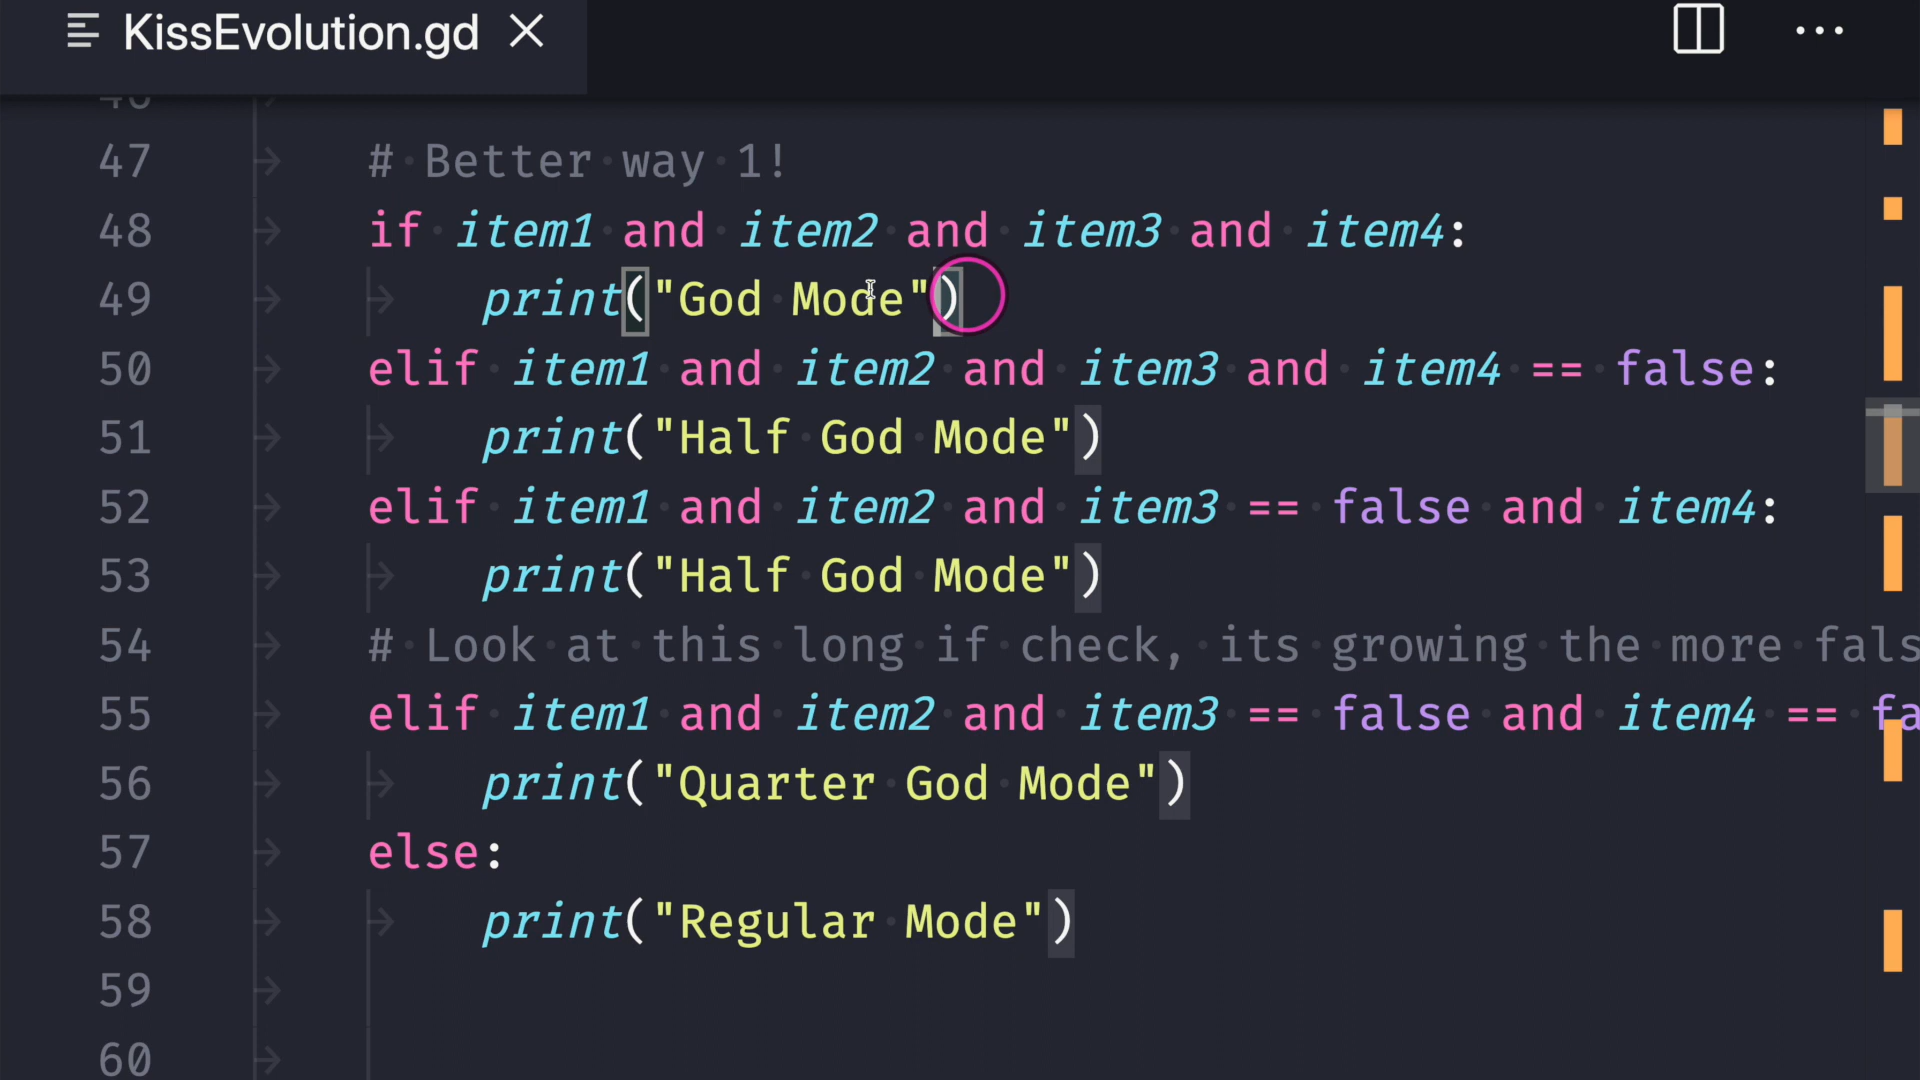 KissEvolution.gd
47 # Better way 1!
48 if item1 and item2 and item3 and item4:
49 print("God Mode")
50 elif item1 and item2 and item3 and item4 == false:
51 print("Half God Mode")
52 elif item1 and item2 and item3 == false and item4:
53 print("Half God Mode")
54 # Look at this long if check, its growing the more fals
55 elif item1 and item2 and item3 == false and item4 == fa
56 print("Quarter God Mode")
57 else:
58 print("Regular Mode")
59
60